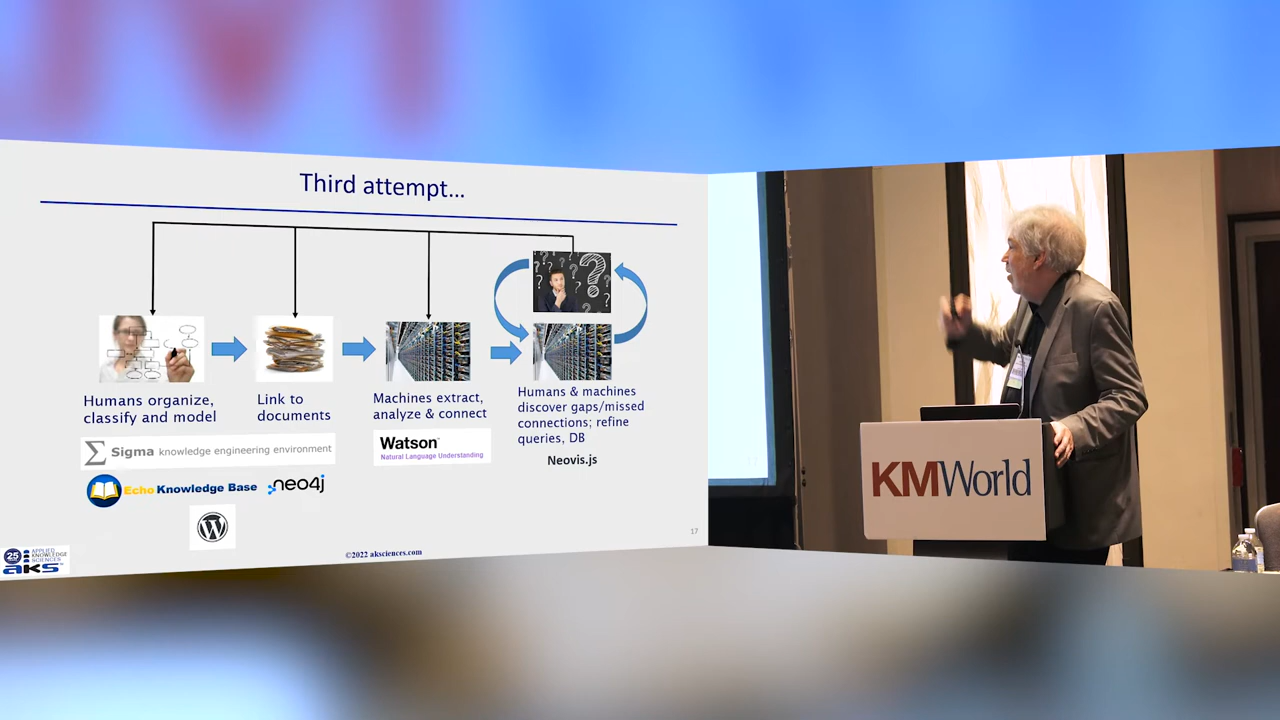 Third attempt...
Humans organize,
classify and model
Link to
documents
Machines extract,
analyze & connect
Humans & machines
discover gaps/missed
connections; refine
queries, DB
Σ Sigma knowledge engineering environment
Watson™
Natural Language Understanding
Neovis.js
Echo Knowledge Base
neo4j
W
17
25
APPLIED
KNOWLEDGE
SCIENCES
aks
©2022 aksciences.com
KMWorld